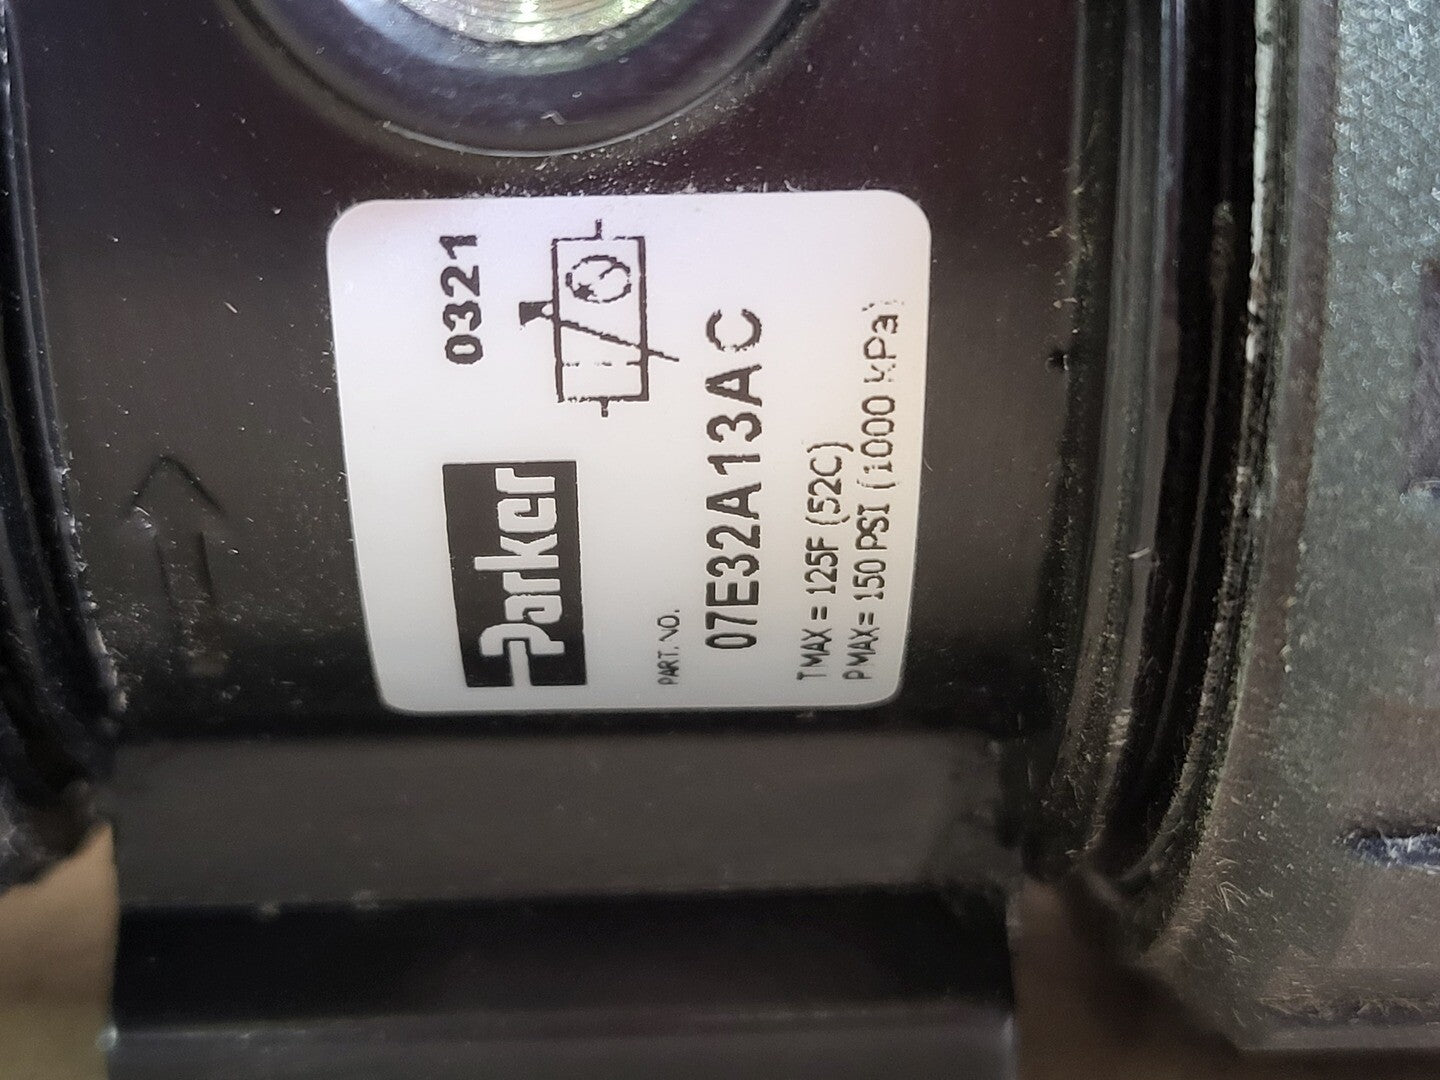 Parker
0321
PART. NO.
07E32A13AC
T MAX = 125F (52C)
P MAX = 150 PSI (1000 kPa)